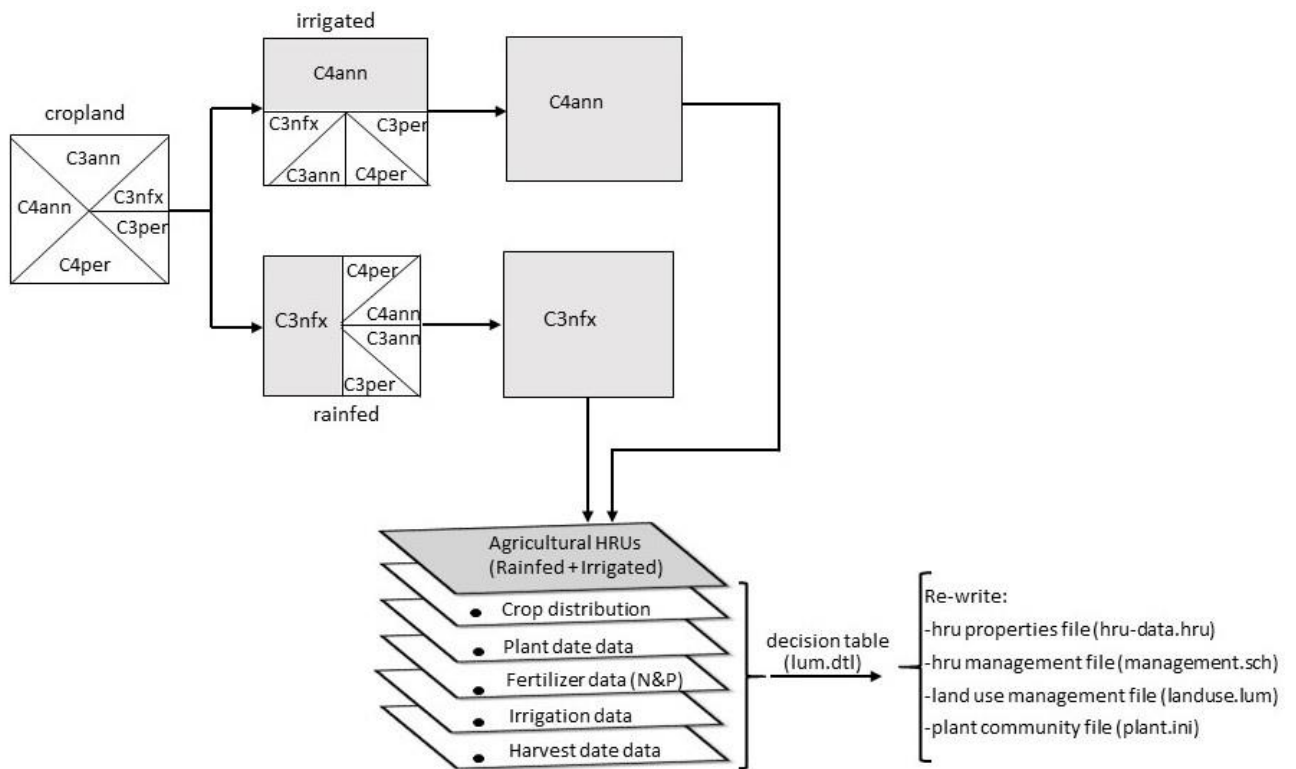 irrigated
C4ann
C3nfx
C3per
C3ann
C4per
C4ann
cropland
C3ann
C4ann
C3nfx
C3per
C4per
C4per
C3nfx
C4ann
C3ann
C3per
rainfed
C3nfx
Agricultural HRUs
(Rainfed + Irrigated)
● Crop distribution
● Plant date data
● Fertilizer data (N&P)
● Irrigation data
● Harvest date data
decision table
(lum.dtl)
Re-write:
-hru properties file (hru-data.hru)
-hru management file (management.sch)
-land use management file (landuse.lum)
-plant community file (plant.ini)